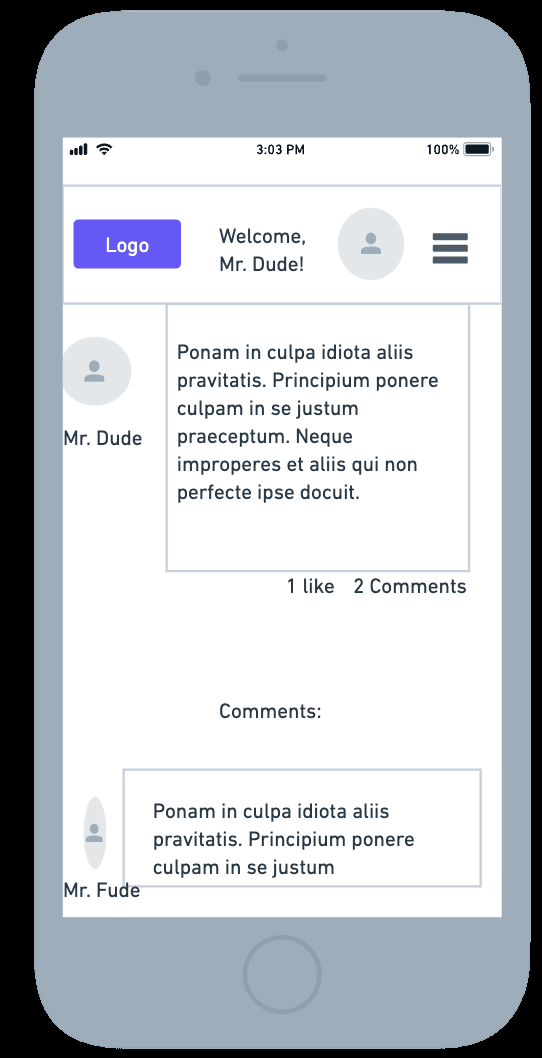 3:03 PM 100%
Logo
Welcome,
Mr. Dude!
Mr. Dude
Ponam in culpa idiota aliis
pravitatis. Principium ponere
culpam in se justum
praeceptum. Neque
improperes et aliis qui non
perfecte ipse docuit.
1 like 2 Comments
Comments:
Ponam in culpa idiota aliis
pravitatis. Principium ponere
culpam in se justum
Mr. Fude